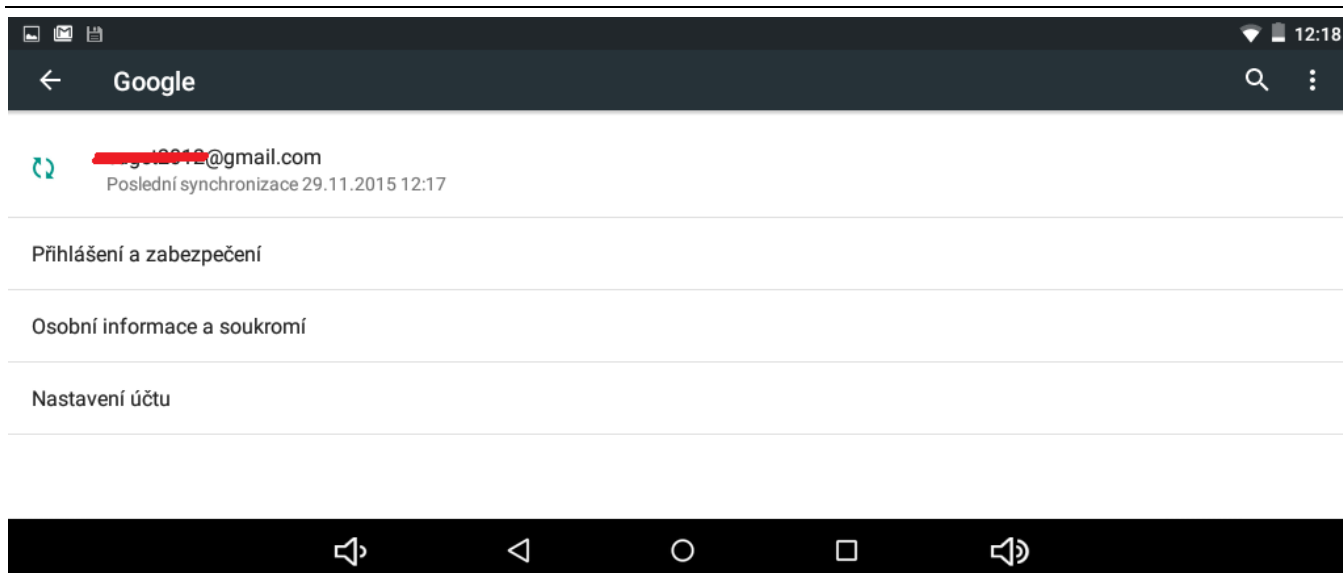 12:18
Google
@gmail.com
Poslední synchronizace 29.11.2015 12:17
Přihlášení a zabezpečení
Osobní informace a soukromí
Nastavení účtu